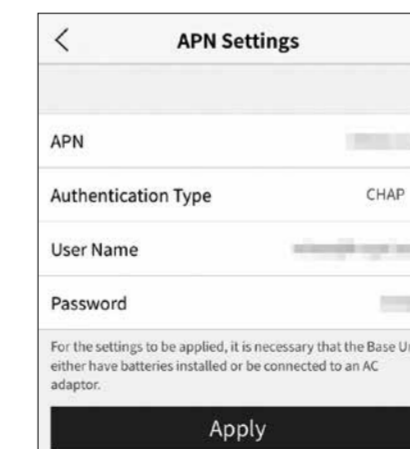 APN Settings
APN
Authentication Type CHAP
User Name
Password
For the settings to be applied, it is necessary that the Base
either have batteries installed or be connected to an AC
adaptor.
Apply